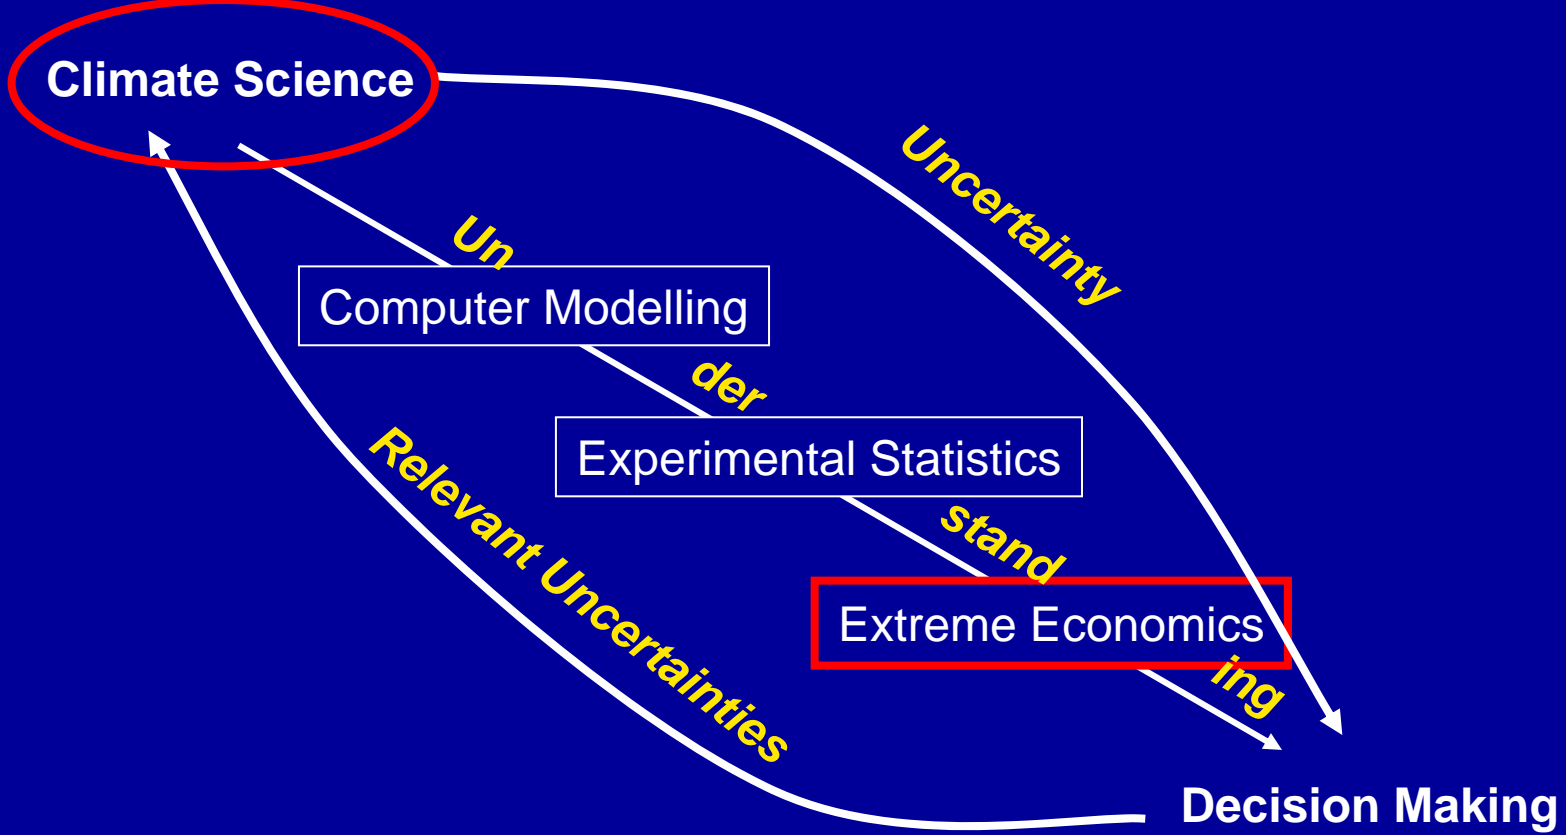 Climate Science
Uncertainty
Un
Computer Modelling
der
Experimental Statistics
Relevant Uncertainties
stand
Extreme Economics
ing
Decision Making